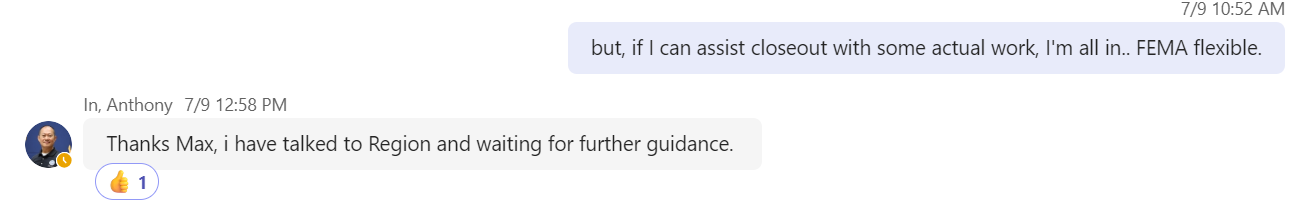 7/9 10:52 AM
but, if I can assist closeout with some actual work, I'm all in.. FEMA flexible.
In, Anthony 7/9 12:58 PM
Thanks Max, i have talked to Region and waiting for further guidance.
👍 1